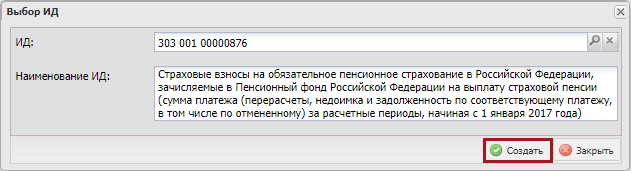 Выбор ИД
ИД: 303 001 00000876
Наименование ИД: Страховые взносы на обязательное пенсионное страхование в Российской Федерации,
зачисляемые в Пенсионный фонд Российской Федерации на выплату страховой пенсии
(сумма платежа (перерасчеты, недоимка и задолженность по соответствующему платежу,
в том числе по отмененному) за расчетные периоды, начиная с 1 января 2017 года)
Создать Закрыть